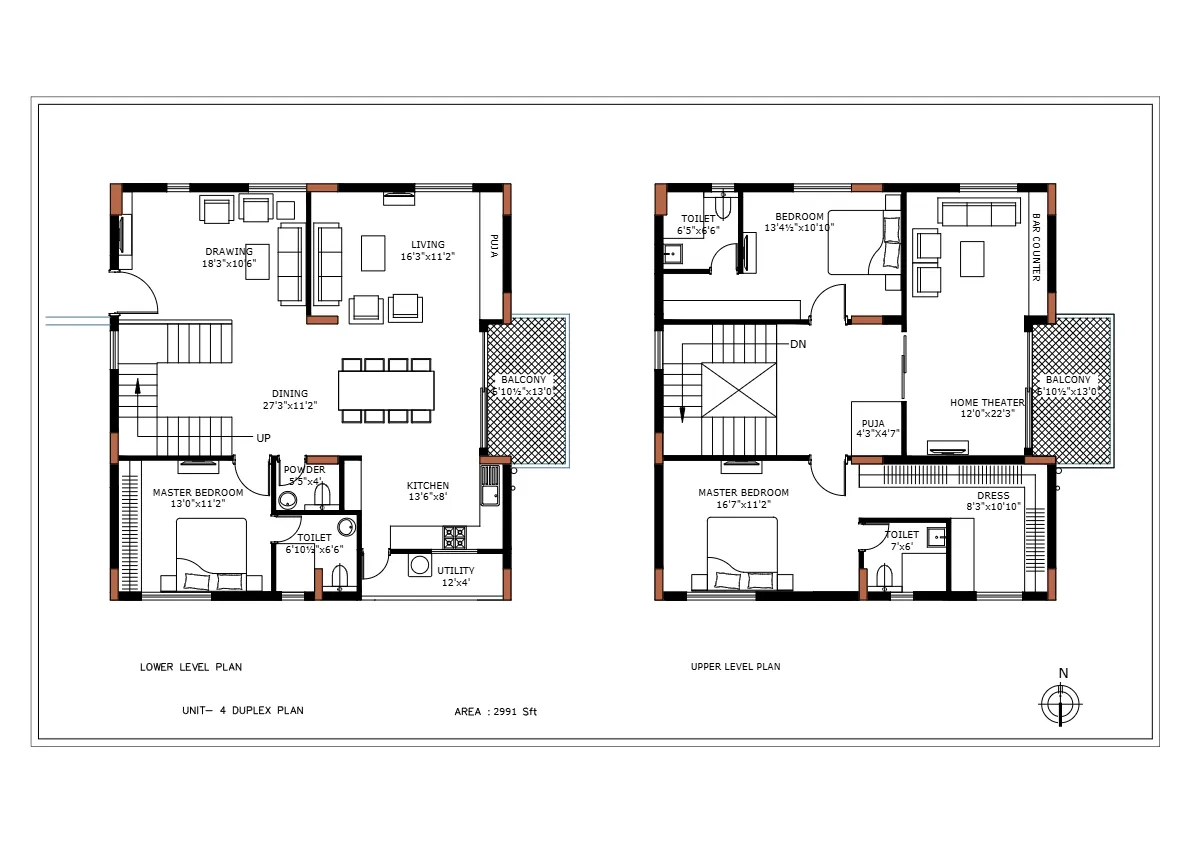 DRAWING
18'3"x10'6"
LIVING
16'3"x11'2"
PUJA
DINING
27'3"x11'2"
BALCONY
5'10½"x13'0"
UP
POWDER
5'5"x4'
MASTER BEDROOM
13'0"x11'2"
KITCHEN
13'6"x8'
TOILET
6'10½"x6'6"
UTILITY
12'x4'
LOWER LEVEL PLAN
UNIT- 4 DUPLEX PLAN
AREA : 2991 Sft
TOILET
6'5"x6'6"
BEDROOM
13'4½"x10'10"
BAR COUNTER
DN
BALCONY
5'10½"x13'0"
HOME THEATER
12'0"x22'3"
PUJA
4'3"X4'7"
MASTER BEDROOM
16'7"x11'2"
DRESS
8'3"x10'10"
TOILET
7'x6'
UPPER LEVEL PLAN
N